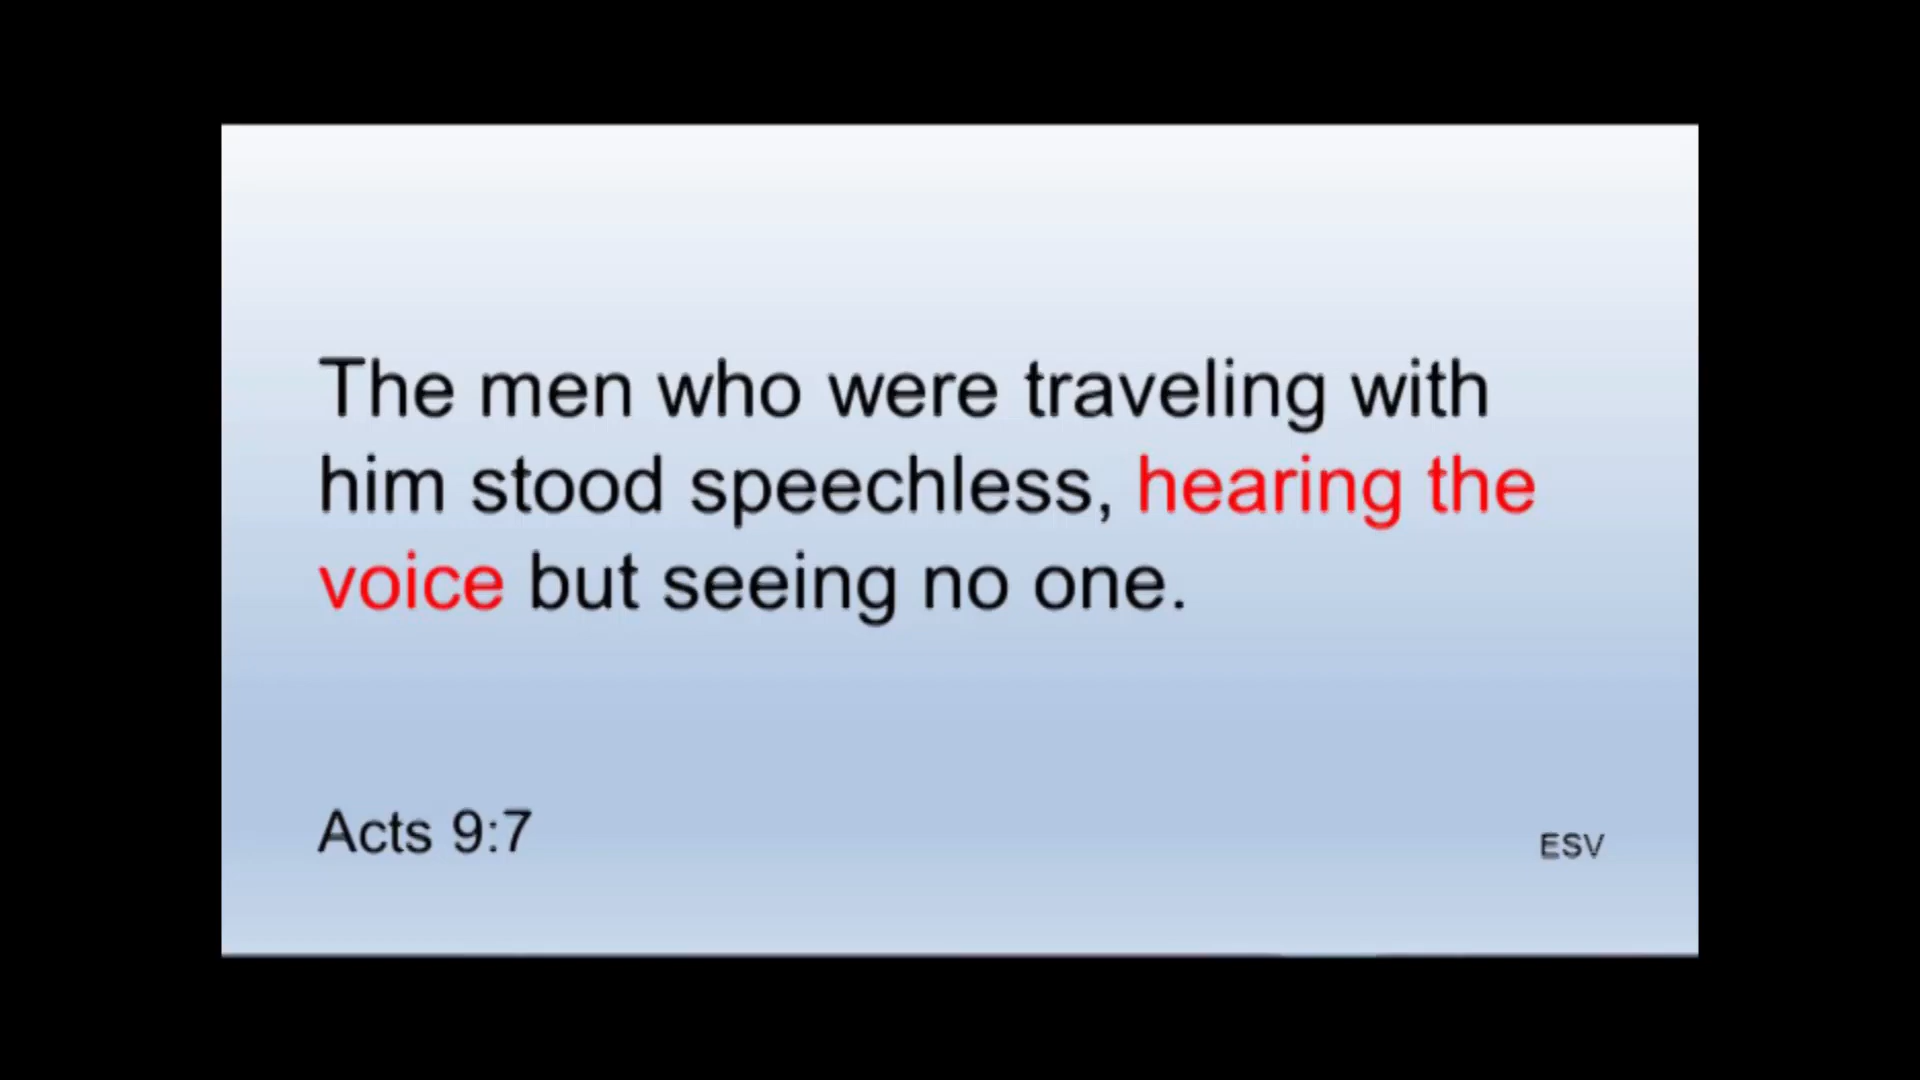 The men who were traveling with
him stood speechless, hearing the
voice but seeing no one.
Acts 9:7
ESV